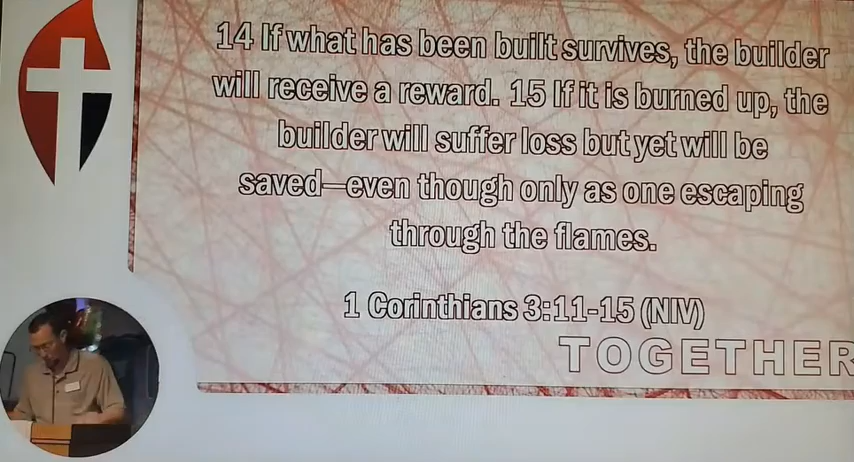 14 If what has been built survives, the builder
will receive a reward. 15 If it is burned up, the
builder will suffer loss but yet will be
saved—even though only as one escaping
through the flames.
1 Corinthians 3:11-15 (NIV)
TOGETHER